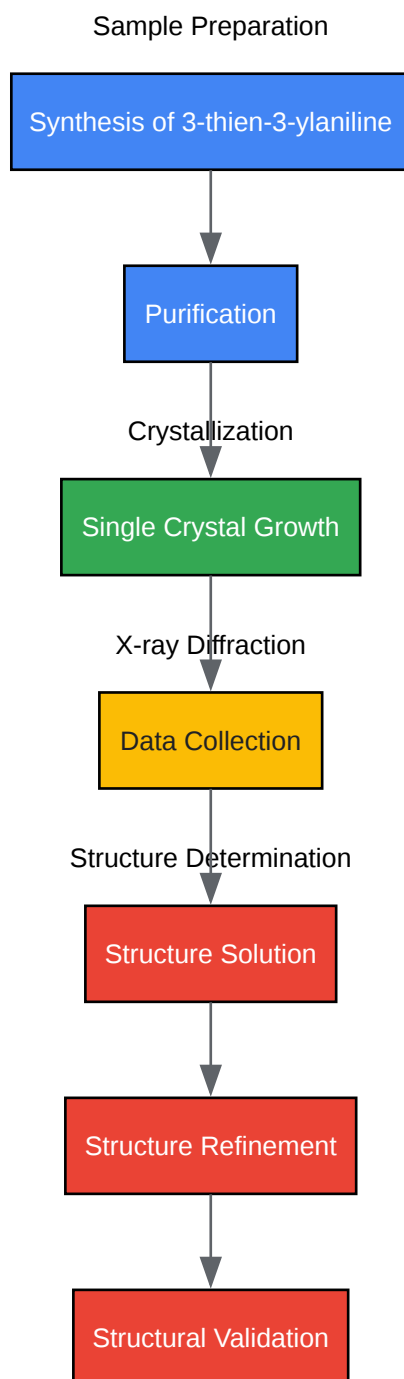 Sample Preparation
Synthesis of 3-thien-3-ylaniline
Purification
Crystallization
Single Crystal Growth
X-ray Diffraction
Data Collection
Structure Determination
Structure Solution
Structure Refinement
Structural Validation